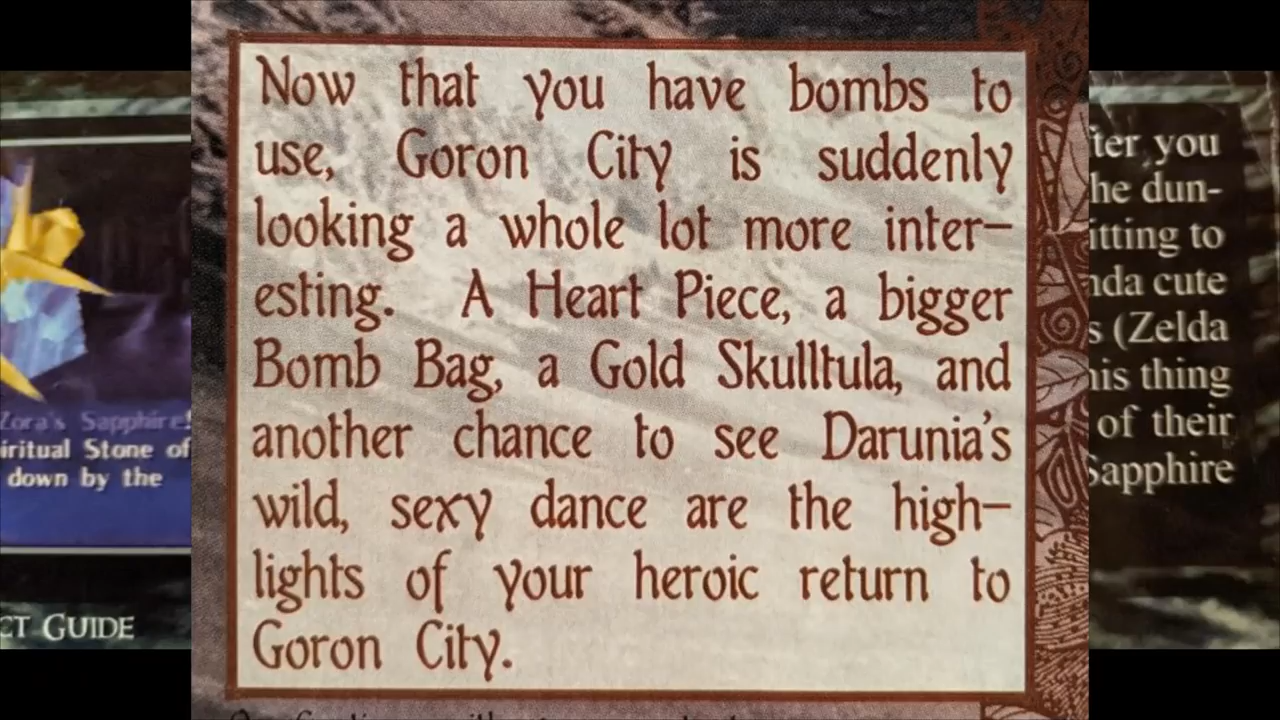 Now that you have bombs to
use, Goron City is suddenly
looking a whole lot more inter-
esting. A Heart Piece, a bigger
Bomb Bag, a Gold Skulltula, and
another chance to see Darunia's
wild, sexy dance are the high-
lights of your heroic return to
Goron City.
Zora's Sapphire!
iritual Stone of
down by the
CT GUIDE
fter you
he dun-
itting to
nda cute
s (Zelda
his thing
of their
Sapphire